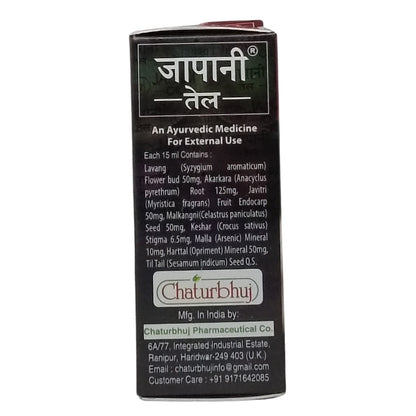 जापानी®
तेल
An Ayurvedic Medicine
For External Use
Each 15 ml Contains :
Lavang (Syzygium aromaticum)
Flower bud 50mg, Akarkara (Anacyclus
pyrethrum) Root 125mg, Javitri
(Myristica fragrans) Fruit Endocarp
50mg, Malkangni(Celastrus paniculatus)
Seed 50mg, Keshar (Crocus sativus)
Stigma 6.5mg, Malla (Arsenic) Mineral
10mg, Harttal (Opriment) Mineral 50mg,
Til Tail (Sesamum indicum) Seed Q.S.
Chaturbhuj
Mfg. In India by:
Chaturbhuj Pharmaceutical Co.
6A/77, Integrated Industrial Estate,
Ranipur, Haridwar-249 403 (U.K.)
Email : chaturbhujinfo@gmail.com
Customer Care : +91 9171642085